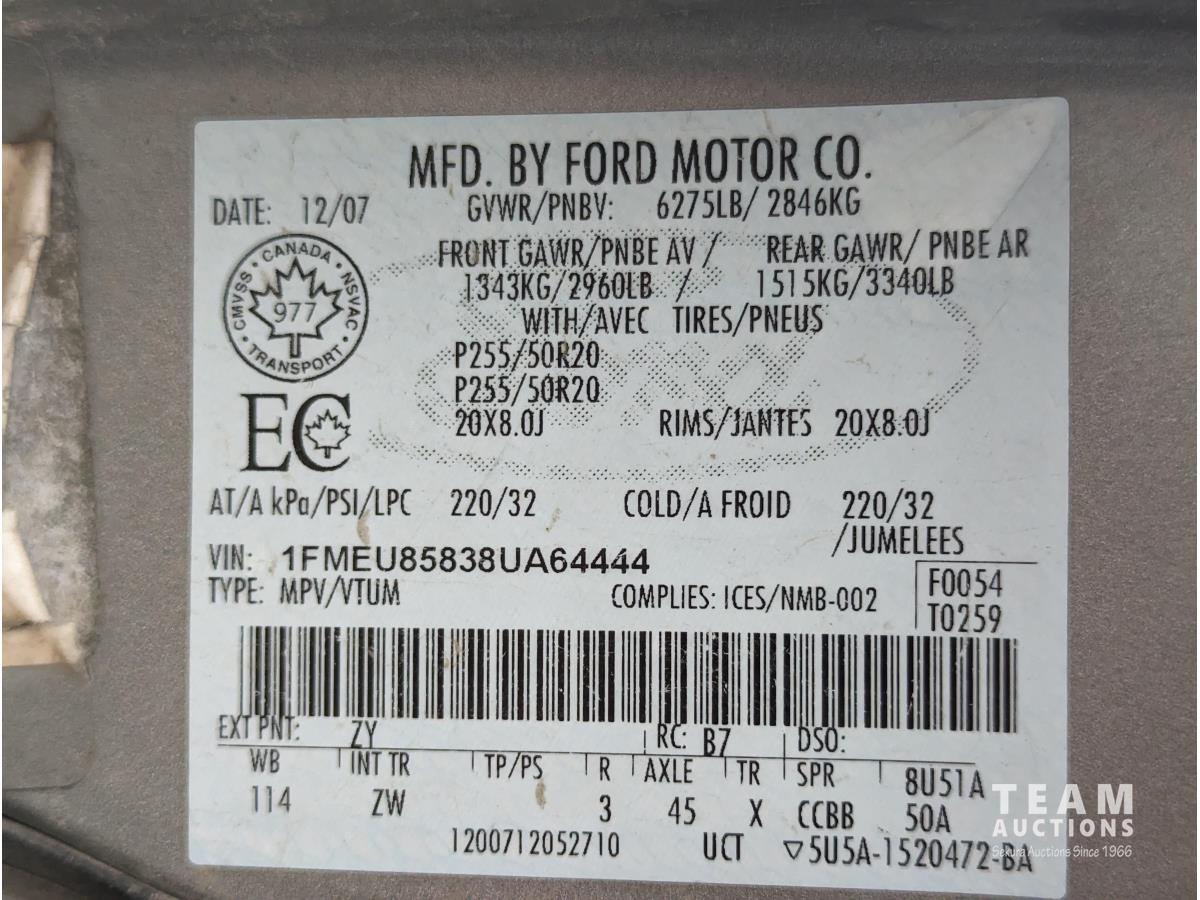 MFD. BY FORD MOTOR CO.
DATE: 12/07 GVWR/PNBV: 6275LB/ 2846KG
FRONT GAWR/PNBE AV / REAR GAWR/ PNBE AR
1343KG/2960LB / 1515KG/3340LB
WITH/AVEC TIRES/PNEUS
CMVSS · CANADA · NSVAC · TRANSPORT ·
977
P255/50R20
P255/50R20
EC
20X8.0J RIMS/JANTES 20X8.0J
AT/A kPa/PSI/LPC 220/32 COLD/A FROID 220/32
/JUMELEES
VIN: 1FMEU85838UA64444
TYPE: MPV/VTUM COMPLIES: ICES/NMB-002
F0054
T0259
EXT PNT: ZY RC: B7 DSO:
WB INT TR TP/PS R AXLE TR SPR 8U51A
114 ZW 3 45 X CCBB 50A
1200712052710 UCT ▽5U5A-1520472-BA
TEAM
AUCTIONS
Sekura Auctions Since 1966